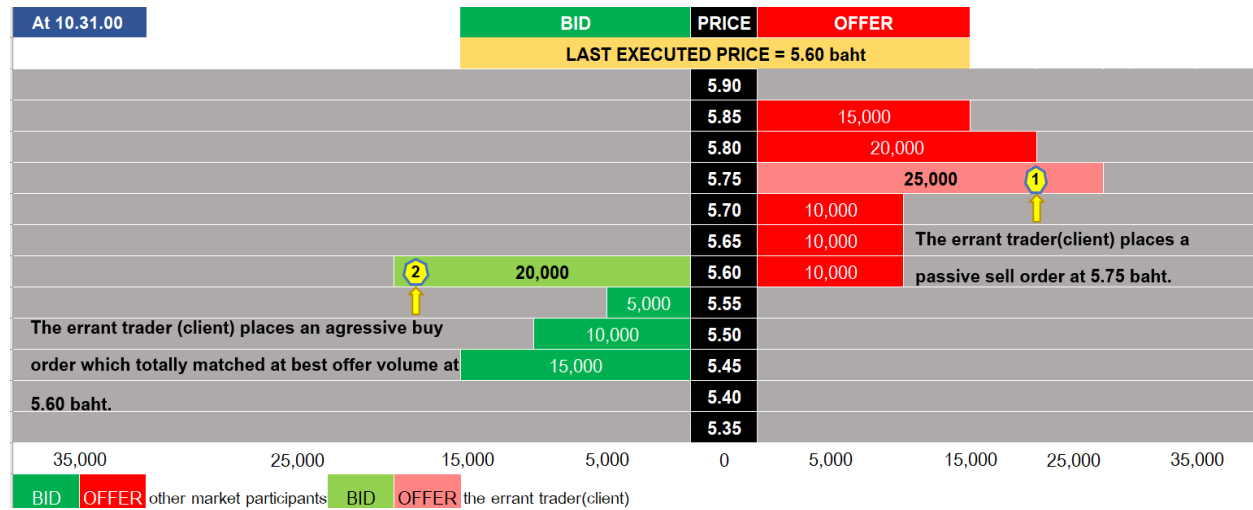 At 10.31.00 BID PRICE OFFER
LAST EXECUTED PRICE = 5.60 baht
5.90
5.85 15,000
5.80 20,000
5.75 25,000 1
5.70 10,000
5.65 10,000 The errant trader(client) places a
2 20,000 5.60 10,000 passive sell order at 5.75 baht.
5,000 5.55
The errant trader (client) places an agressive buy 10,000 5.50
order which totally matched at best offer volume at 15,000 5.45
5.60 baht. 5.40
5.35
35,000 25,000 15,000 5,000 0 5,000 15,000 25,000 35,000
BID OFFER other market participants BID OFFER the errant trader(client)